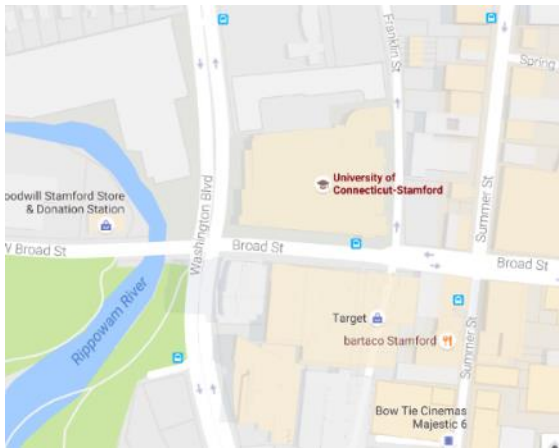 Franklin St
Spring
University of
Connecticut-Stamford
oodwill Stamford Store
& Donation Station
Washington Blvd
Summer St
W Broad St
Broad St
Broad St
Rippowam River
Target
bartaco Stamford
Summer St
Bow Tie Cinemas
Majestic 6